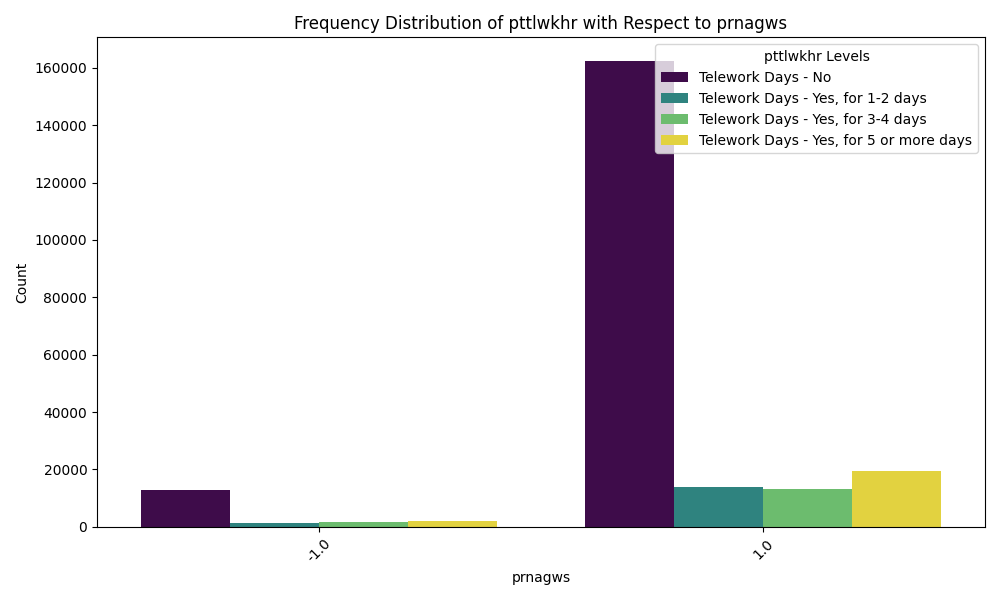 Frequency Distribution of pttlwkhr with Respect to prnagws
pttlwkhr Levels
Telework Days - No
Telework Days - Yes, for 1-2 days
Telework Days - Yes, for 3-4 days
Telework Days - Yes, for 5 or more days
160000
140000
120000
100000
80000
60000
40000
20000
0
Count
-1.0
1.0
prnagws